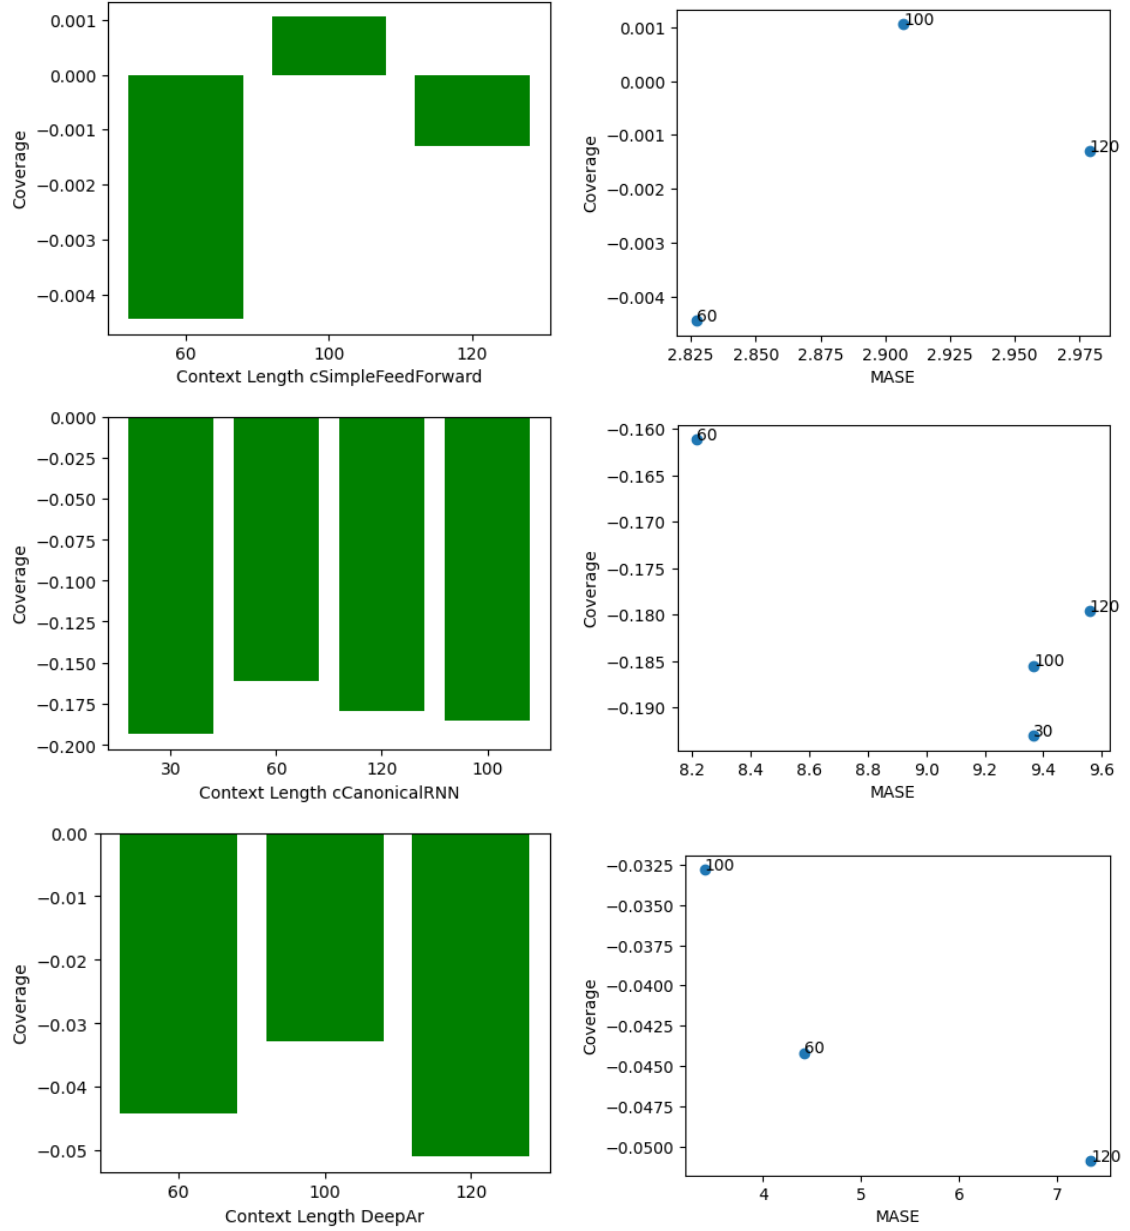 0.001
0.000
−0.001
−0.002
−0.003
−0.004
Coverage
60 100 120
Context Length cSimpleFeedForward
0.001
0.000
−0.001
−0.002
−0.003
−0.004
Coverage
100
120
60
2.825 2.850 2.875 2.900 2.925 2.950 2.975
MASE
0.000
−0.025
−0.050
−0.075
−0.100
−0.125
−0.150
−0.175
−0.200
Coverage
30 60 120 100
Context Length cCanonicalRNN
−0.160
−0.165
−0.170
−0.175
−0.180
−0.185
−0.190
Coverage
60
120
100
30
8.2 8.4 8.6 8.8 9.0 9.2 9.4 9.6
MASE
0.00
−0.01
−0.02
−0.03
−0.04
−0.05
Coverage
60 100 120
Context Length DeepAr
−0.0325
−0.0350
−0.0375
−0.0400
−0.0425
−0.0450
−0.0475
−0.0500
Coverage
100
60
120
4 5 6 7
MASE